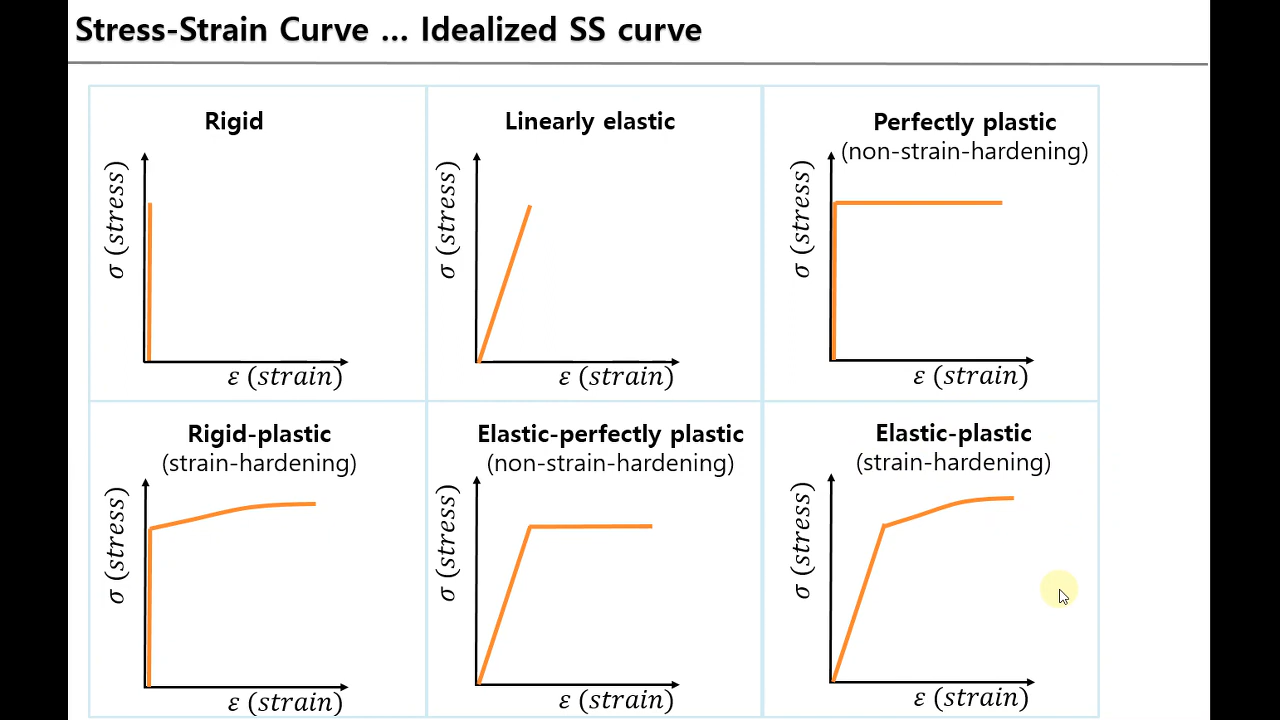 Stress-Strain Curve ... Idealized SS curve
Rigid
σ (stress)
ε (strain)
Linearly elastic
σ (stress)
ε (strain)
Perfectly plastic
(non-strain-hardening)
σ (stress)
ε (strain)
Rigid-plastic
(strain-hardening)
σ (stress)
ε (strain)
Elastic-perfectly plastic
(non-strain-hardening)
σ (stress)
ε (strain)
Elastic-plastic
(strain-hardening)
σ (stress)
ε (strain)